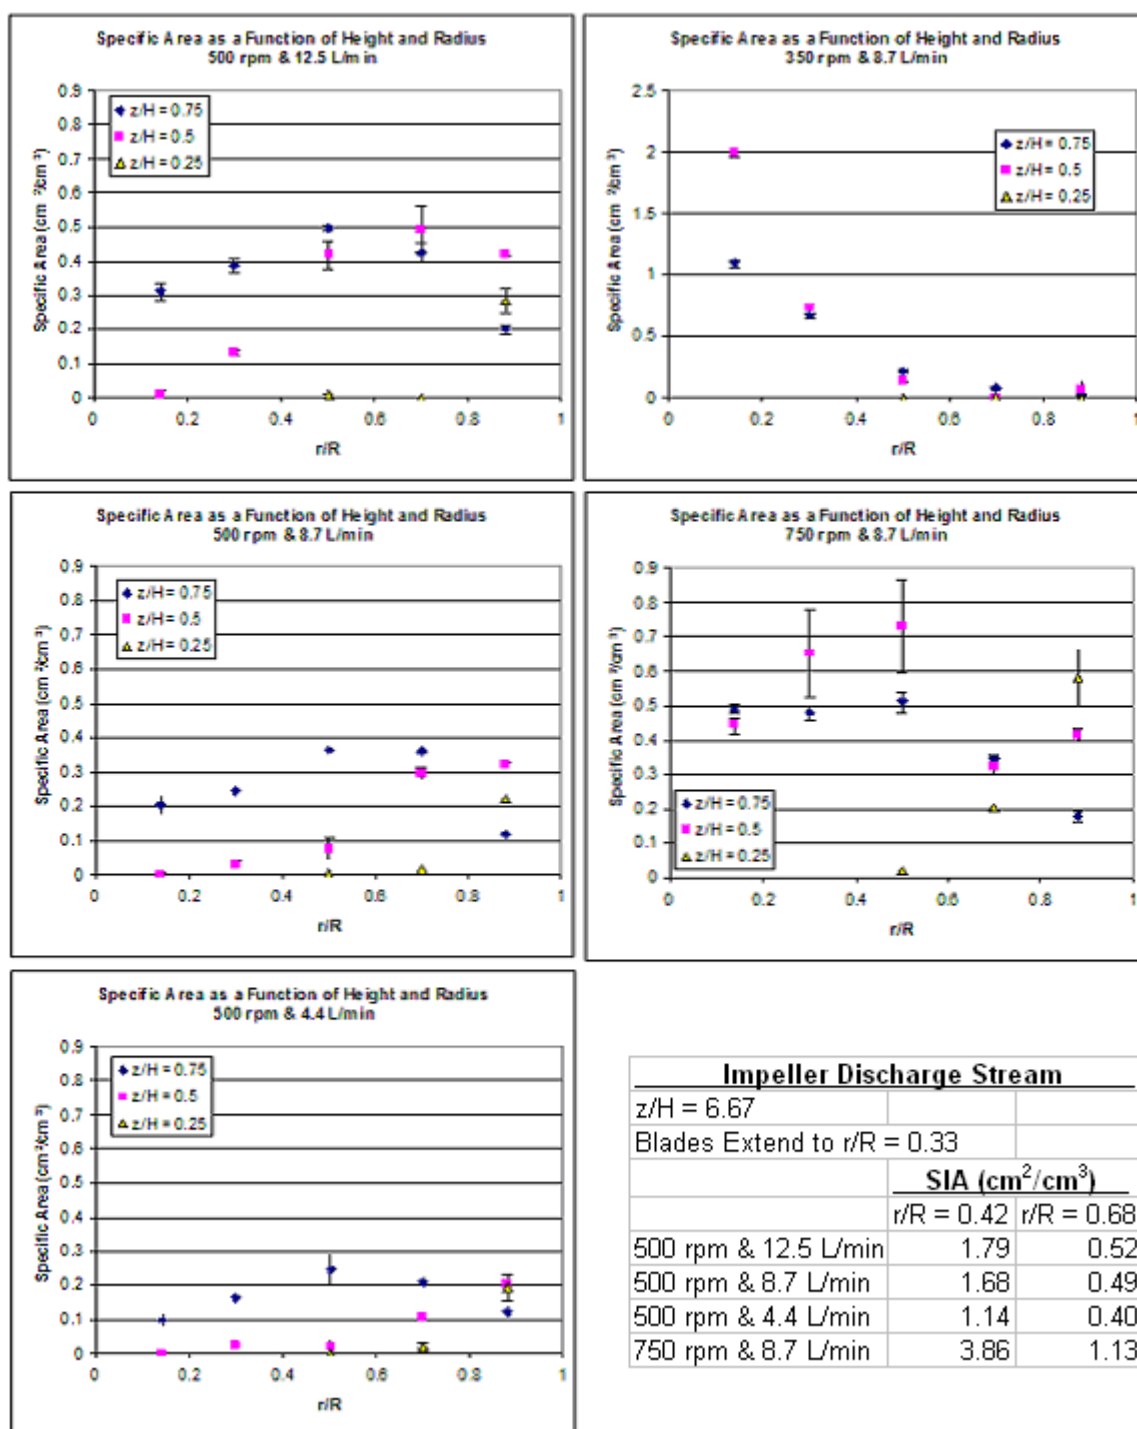 Specific Area as a Function of Height and Radius
500 rpm & 12.5 L/min
Specific Area (cm²/cm³)
0.9
0.8
0.7
0.6
0.5
0.4
0.3
0.2
0.1
0
z/H = 0.75
z/H = 0.5
z/H = 0.25
0 0.2 0.4 0.6 0.8 1
r/R
Specific Area as a Function of Height and Radius
350 rpm & 8.7 L/min
Specific Area (cm²/cm³)
2.5
2
1.5
1
0.5
0
z/H = 0.75
z/H = 0.5
z/H = 0.25
0 0.2 0.4 0.6 0.8 1
r/R
Specific Area as a Function of Height and Radius
500 rpm & 8.7 L/min
Specific Area (cm²/cm³)
0.9
0.8
0.7
0.6
0.5
0.4
0.3
0.2
0.1
0
z/H = 0.75
z/H = 0.5
z/H = 0.25
0 0.2 0.4 0.6 0.8 1
r/R
Specific Area as a Function of Height and Radius
750 rpm & 8.7 L/min
Specific Area (cm²/cm³)
0.9
0.8
0.7
0.6
0.5
0.4
0.3
0.2
0.1
0
z/H = 0.75
z/H = 0.5
z/H = 0.25
0 0.2 0.4 0.6 0.8 1
r/R
Specific Area as a Function of Height and Radius
500 rpm & 4.4 L/min
Specific Area (cm²/cm³)
0.9
0.8
0.7
0.6
0.5
0.4
0.3
0.2
0.1
0
z/H = 0.75
z/H = 0.5
z/H = 0.25
0 0.2 0.4 0.6 0.8 1
r/R
Impeller Discharge Stream
z/H = 6.67
Blades Extend to r/R = 0.33
SIA (cm²/cm³)
r/R = 0.42 r/R = 0.68
500 rpm & 12.5 L/min 1.79 0.52
500 rpm & 8.7 L/min 1.68 0.49
500 rpm & 4.4 L/min 1.14 0.40
750 rpm & 8.7 L/min 3.86 1.13